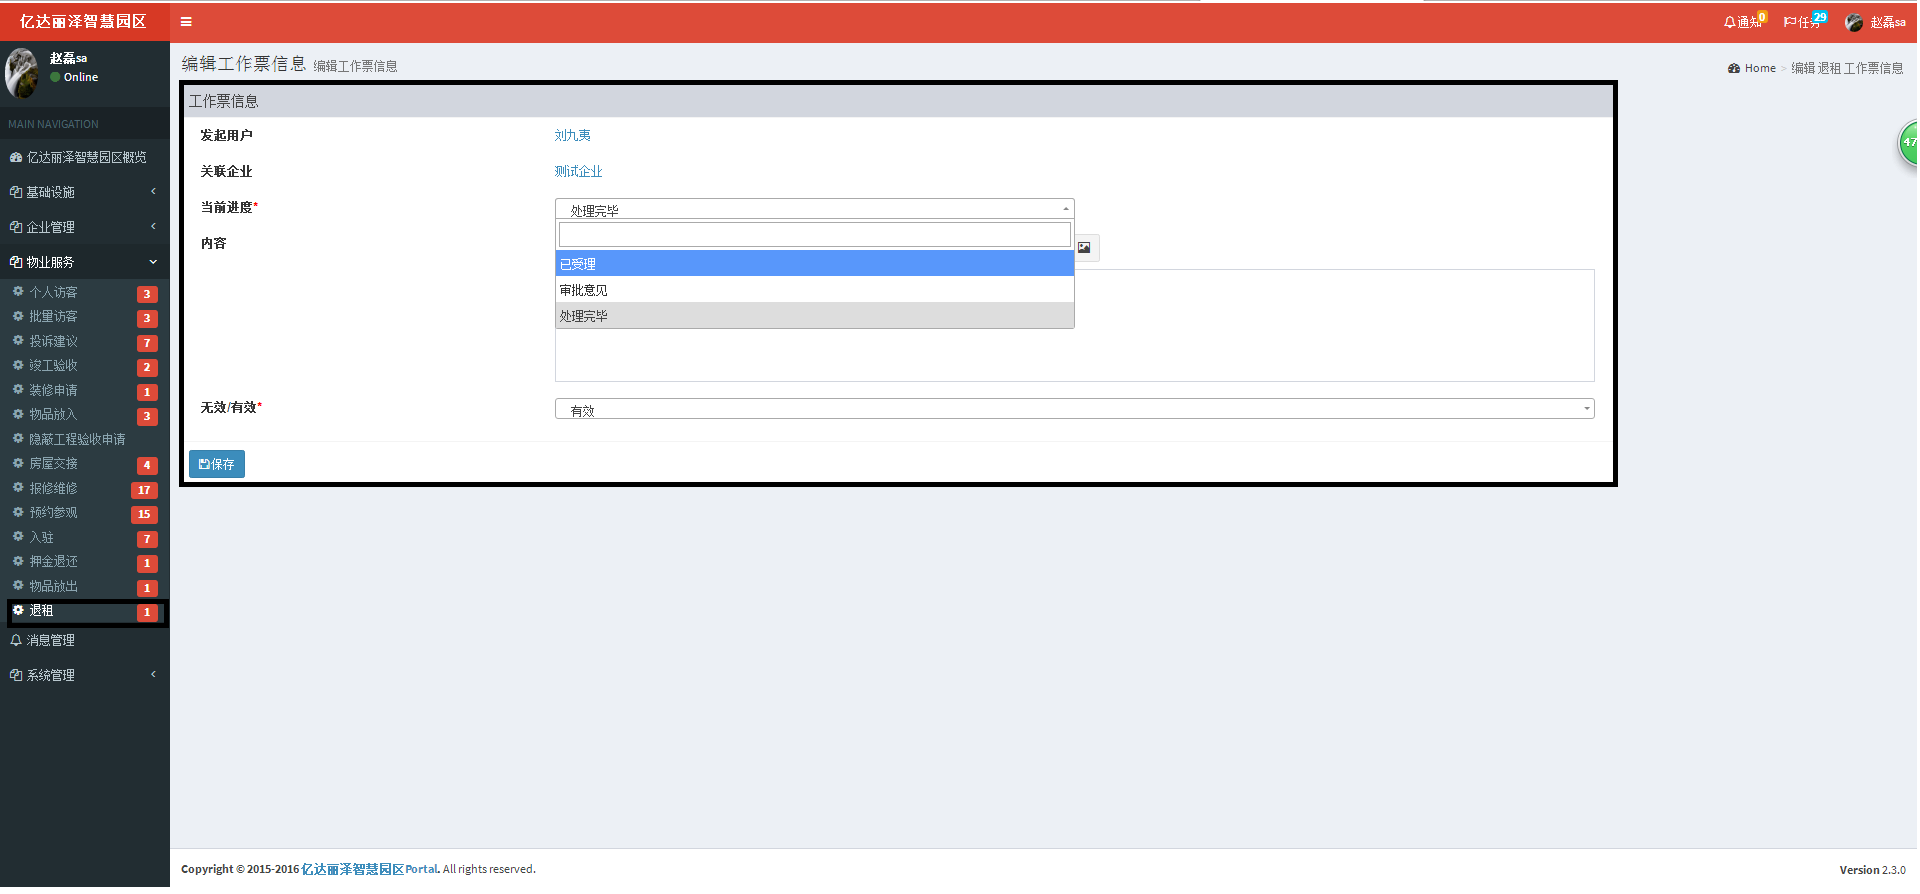 亿达丽泽智慧园区
通知 0
任务 29
赵磊sa
赵磊sa
Online
MAIN NAVIGATION
亿达丽泽智慧园区概览
基础设施
企业管理
物业服务
个人访客 3
批量访客 3
投诉建议 7
竣工验收 2
装修申请 1
物品放入 3
隐蔽工程验收申请
房屋交接 4
报修维修 17
预约参观 15
入驻 7
押金退还 1
物品放出 1
退租 1
消息管理
系统管理
编辑工作票信息 编辑工作票信息
Home > 编辑 退租 工作票信息
47
工作票信息
发起用户 刘九夷
关联企业 测试企业
当前进度* 处理完毕
内容
已受理
审批意见
处理完毕
无效/有效* 有效
保存
Copyright © 2015-2016 亿达丽泽智慧园区Portal. All rights reserved.
Version 2.3.0